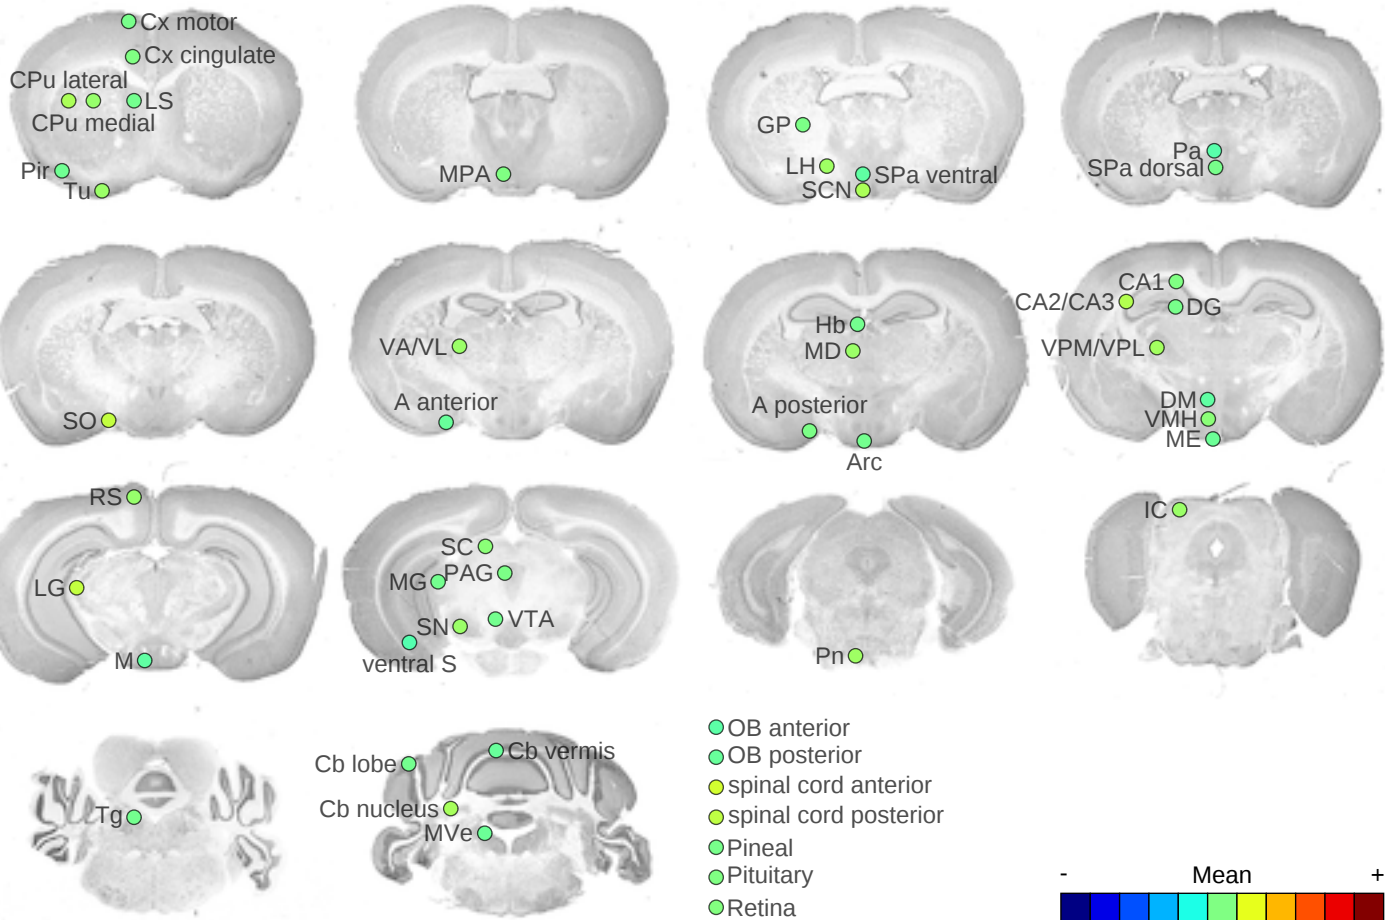 Cx motor
Cx cingulate
CPu lateral
LS
CPu medial
Pir
Tu
MPA
GP
LH
SPa ventral
SCN
Pa
SPa dorsal
SO
VA/VL
A anterior
Hb
MD
A posterior
Arc
CA1
CA2/CA3
DG
VPM/VPL
DM
VMH
ME
RS
LG
M
SC
MG
PAG
SN
VTA
ventral S
Pn
IC
Tg
Cb lobe
Cb vermis
Cb nucleus
MVe
OB anterior
OB posterior
spinal cord anterior
spinal cord posterior
Pineal
Pituitary
Retina
- Mean +